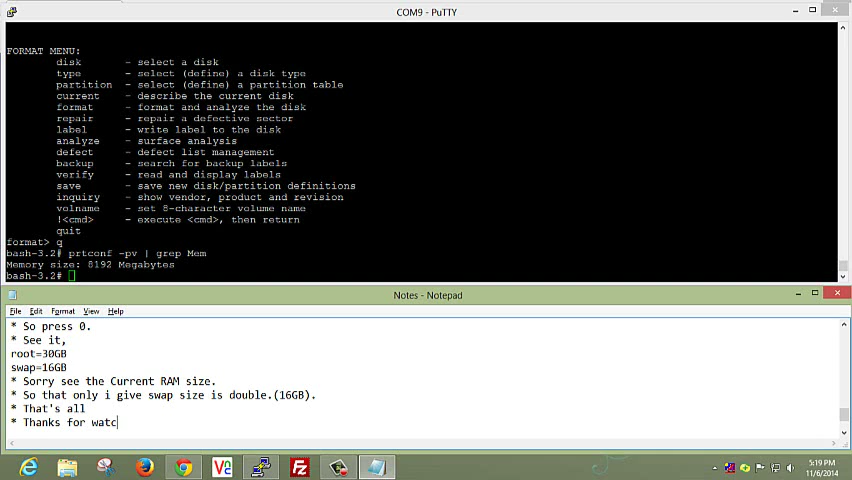 COM9 - PuTTY
FORMAT MENU:
disk - select a disk
type - select (define) a disk type
partition - select (define) a partition table
current - describe the current disk
format - format and analyze the disk
repair - repair a defective sector
label - write label to the disk
analyze - surface analysis
defect - defect list management
backup - search for backup labels
verify - read and display labels
save - save new disk/partition definitions
inquiry - show vendor, product and revision
volname - set 8-character volume name
!<cmd> - execute <cmd>, then return
quit
format> q
bash-3.2# prtconf -pv | grep Mem
Memory size: 8192 Megabytes
bash-3.2#
Notes - Notepad
File Edit Format View Help
* So press 0.
* See it,
root=30GB
swap=16GB
* Sorry see the Current RAM size.
* So that only i give swap size is double.(16GB).
* That's all
* Thanks for watc
5:19 PM
11/6/2014